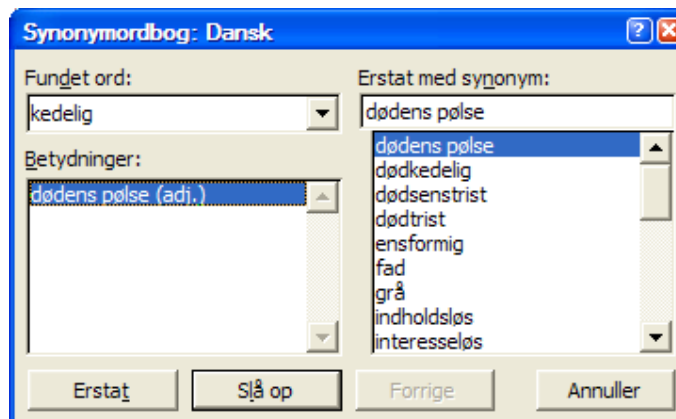 Synonymordbog: Dansk
Fundet ord:
kedelig
Betydninger:
dødens pølse (adj.)
Erstat med synonym:
dødens pølse
dødens pølse
dødkedelig
dødsenstrist
dødtrist
ensformig
fad
grå
indholdsløs
interesseløs
Erstat
Slå op
Forrige
Annuller